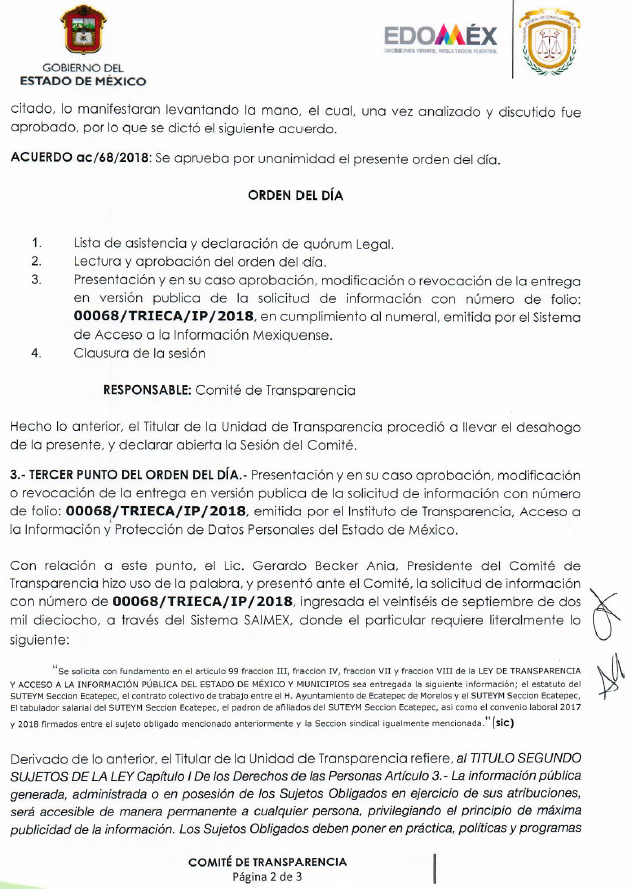 GOBIERNO DEL
ESTADO DE MÉXICO
EDOMÉX
DECISIONES FIRMES, RESULTADOS FUERTES.
citado, lo manifestaran levantando la mano, el cual, una vez analizado y discutido fue
aprobado, por lo que se dictó el siguiente acuerdo.
ACUERDO ac/68/2018: Se aprueba por unanimidad el presente orden del día.
ORDEN DEL DÍA
1. Lista de asistencia y declaración de quórum Legal.
2. Lectura y aprobación del orden del día.
3. Presentación y en su caso aprobación, modificación o revocación de la entrega
en versión publica de la solicitud de información con número de folio:
00068/TRIECA/IP/2018, en cumplimiento al numeral, emitida por el Sistema
de Acceso a la Información Mexiquense.
4. Clausura de la sesión
RESPONSABLE: Comité de Transparencia
Hecho lo anterior, el Titular de la Unidad de Transparencia procedió a llevar el desahogo
de la presente, y declarar abierta la Sesión del Comité.
3.- TERCER PUNTO DEL ORDEN DEL DÍA.- Presentación y en su caso aprobación, modificación
o revocación de la entrega en versión publica de la solicitud de información con número
de folio: 00068/TRIECA/IP/2018, emitida por el Instituto de Transparencia, Acceso a
la Información y Protección de Datos Personales del Estado de México.
Con relación a este punto, el Lic. Gerardo Becker Ania, Presidente del Comité de
Transparencia hizo uso de la palabra, y presentó ante el Comité, la solicitud de información
con número de 00068/TRIECA/IP/2018, ingresada el veintiséis de septiembre de dos
mil dieciocho, a través del Sistema SAIMEX, donde el particular requiere literalmente lo
siguiente:
"Se solicita con fundamento en el articulo 99 fraccion III, fraccion IV, fraccion VII y fraccion VIII de la LEY DE TRANSPARENCIA
Y ACCESO A LA INFORMACIÓN PÚBLICA DEL ESTADO DE MÉXICO Y MUNICIPIOS sea entregada la siguiente información; el estatuto del
SUTEYM Seccion Ecatepec, el contrato colectivo de trabajo entre el H. Ayuntamiento de Ecatepec de Morelos y el SUTEYM Seccion Ecatepec,
El tabulador salarial del SUTEYM Seccion Ecatepec, el padron de afiliados del SUTEYM Seccion Ecatepec, asi como el convenio laboral 2017
y 2018 firmados entre el sujeto obligado mencionado anteriormente y la Seccion sindical igualmente mencionada." (sic)
Derivado de lo anterior, el Titular de la Unidad de Transparencia refiere, al TITULO SEGUNDO
SUJETOS DE LA LEY Capítulo I De los Derechos de las Personas Artículo 3.- La información pública
generada, administrada o en posesión de los Sujetos Obligados en ejercicio de sus atribuciones,
será accesible de manera permanente a cualquier persona, privilegiando el principio de máxima
publicidad de la información. Los Sujetos Obligados deben poner en práctica, políticas y programas
COMITÉ DE TRANSPARENCIA
Página 2 de 3